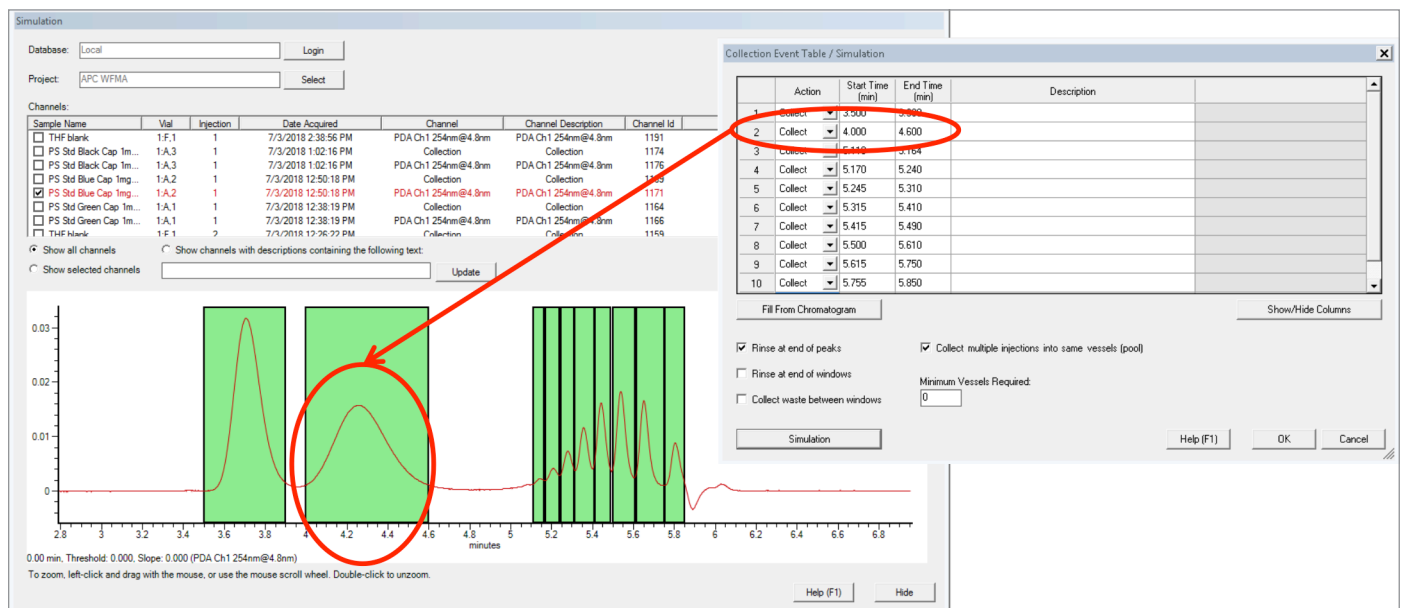 Simulation
Database: Local Login
Project: APC WFMA Select
Channels:
Sample Name Vial Injection Date Acquired Channel Channel Description Channel Id
THF blank 1:F,1 1 7/3/2018 2:38:56 PM PDA Ch1 254nm@4.8nm PDA Ch1 254nm@4.8nm 1191
PS Std Black Cap 1m... 1:A,3 1 7/3/2018 1:02:16 PM Collection Collection 1174
PS Std Black Cap 1m... 1:A,3 1 7/3/2018 1:02:16 PM PDA Ch1 254nm@4.8nm PDA Ch1 254nm@4.8nm 1176
PS Std Blue Cap 1mg... 1:A,2 1 7/3/2018 12:50:18 PM Collection Collection
PS Std Blue Cap 1mg... 1:A,2 1 7/3/2018 12:50:18 PM PDA Ch1 254nm@4.8nm PDA Ch1 254nm@4.8nm 1171
PS Std Green Cap 1m... 1:A,1 1 7/3/2018 12:38:19 PM Collection Collection 1164
PS Std Green Cap 1m... 1:A,1 1 7/3/2018 12:38:19 PM PDA Ch1 254nm@4.8nm PDA Ch1 254nm@4.8nm 1166
THF blank 1:F,1 2 7/3/2018 12:26:22 PM Collection Collection 1159
Show all channels Show channels with descriptions containing the following text:
Show selected channels Update
0.03
0.02
0.01
0
2.8 3 3.2 3.4 3.6 3.8 4 4.2 4.4 4.6 4.8 5 5.2 5.4 5.6 5.8 6 6.2 6.4 6.6 6.8
minutes
0.00 min, Threshold: 0.000, Slope: 0.000 (PDA Ch1 254nm@4.8nm)
To zoom, left-click and drag with the mouse, or use the mouse scroll wheel. Double-click to unzoom.
Help (F1) Hide
Collection Event Table / Simulation
Action Start Time (min) End Time (min) Description
1 Collect 3.500
2 Collect 4.000 4.600
3 Collect 5.110 5.164
4 Collect 5.170 5.240
5 Collect 5.245 5.310
6 Collect 5.315 5.410
7 Collect 5.415 5.490
8 Collect 5.500 5.610
9 Collect 5.615 5.750
10 Collect 5.755 5.850
Fill From Chromatogram Show/Hide Columns
Rinse at end of peaks Collect multiple injections into same vessels (pool)
Rinse at end of windows Minimum Vessels Required:
Collect waste between windows 0
Simulation Help (F1) OK Cancel